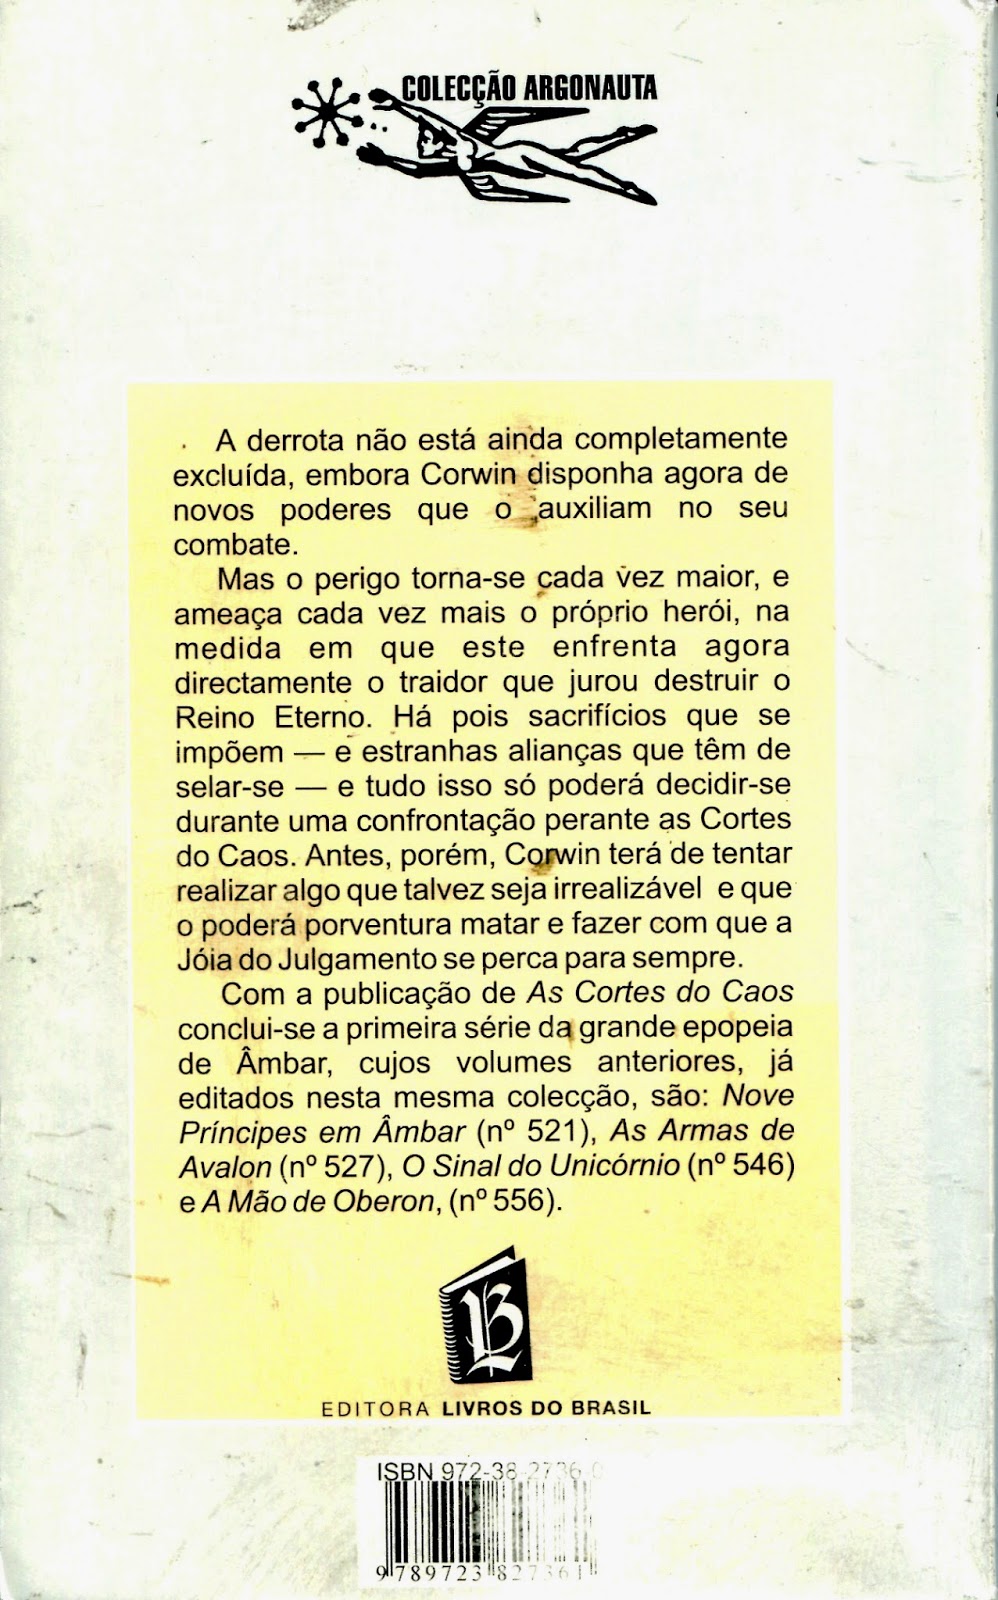 COLECÇÃO ARGONAUTA
A derrota não está ainda completamente
excluída, embora Corwin disponha agora de
novos poderes que o auxiliam no seu
combate.
Mas o perigo torna-se cada vez maior, e
ameaça cada vez mais o próprio herói, na
medida em que este enfrenta agora
directamente o traidor que jurou destruir o
Reino Eterno. Há pois sacrifícios que se
impõem — e estranhas alianças que têm de
selar-se — e tudo isso só poderá decidir-se
durante uma confrontação perante as Cortes
do Caos. Antes, porém, Corwin terá de tentar
realizar algo que talvez seja irrealizável e que
o poderá porventura matar e fazer com que a
Jóia do Julgamento se perca para sempre.
Com a publicação de As Cortes do Caos
conclui-se a primeira série da grande epopeia
de Âmbar, cujos volumes anteriores, já
editados nesta mesma colecção, são: Nove
Príncipes em Âmbar (nº 521), As Armas de
Avalon (nº 527), O Sinal do Unicórnio (nº 546)
e A Mão de Oberon, (nº 556).
EDITORA LIVROS DO BRASIL
ISBN 972-38-2736-0
9 789723 827361